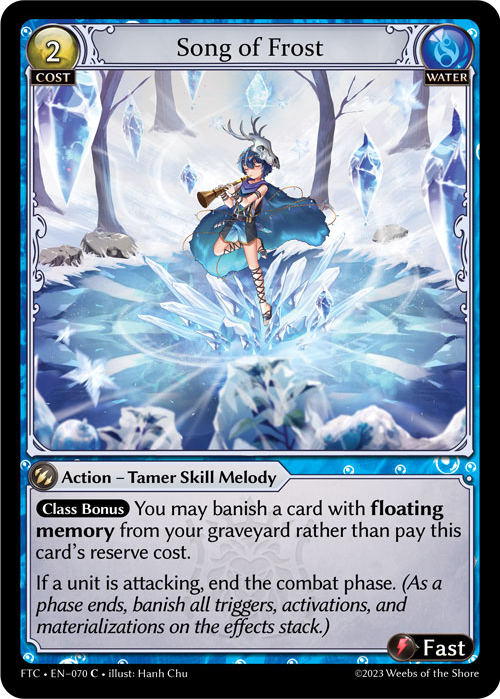 2
COST
Song of Frost
WATER
Action – Tamer Skill Melody
Class Bonus You may banish a card with floating
memory from your graveyard rather than pay this
card's reserve cost.
If a unit is attacking, end the combat phase. (As a
phase ends, banish all triggers, activations, and
materializations on the effects stack.)
Fast
FTC • EN–070 C • illust: Hanh Chu
©2023 Weebs of the Shore